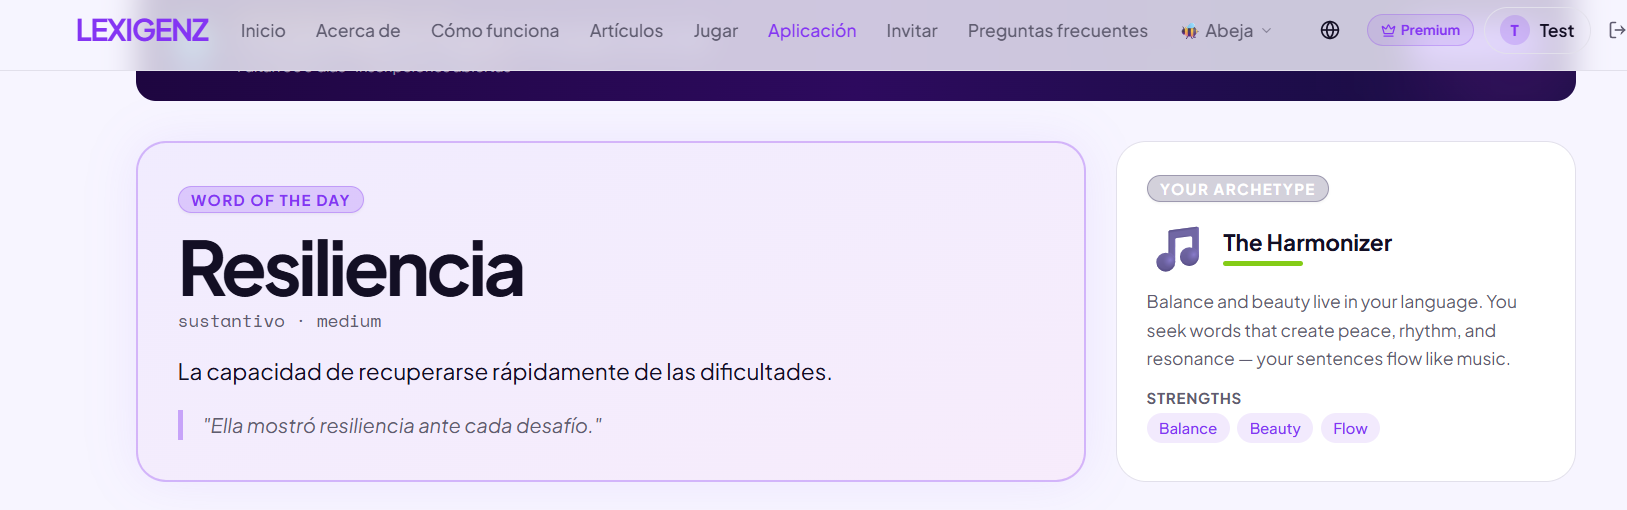 LEXIGENZ Inicio Acerca de Cómo funciona Artículos Jugar Aplicación Invitar Preguntas frecuentes Abeja Premium T Test
WORD OF THE DAY
Resiliencia
sustantivo · medium
La capacidad de recuperarse rápidamente de las dificultades.
"Ella mostró resiliencia ante cada desafío."
YOUR ARCHETYPE
The Harmonizer
Balance and beauty live in your language. You
seek words that create peace, rhythm, and
resonance — your sentences flow like music.
STRENGTHS
Balance Beauty Flow